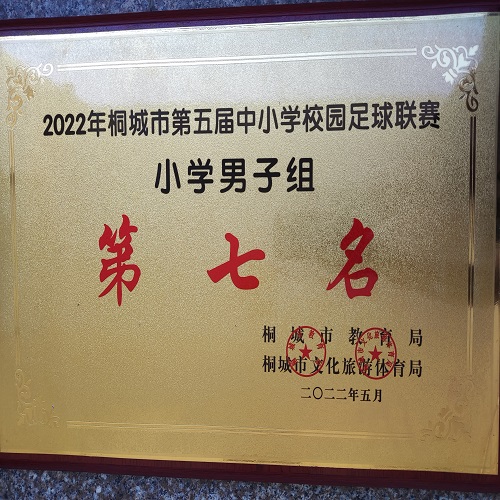 2022年桐城市第五届中小学校园足球联赛
小学男子组
第七名
桐城市教育局
桐城市文化旅游体育局
二〇二二年五月